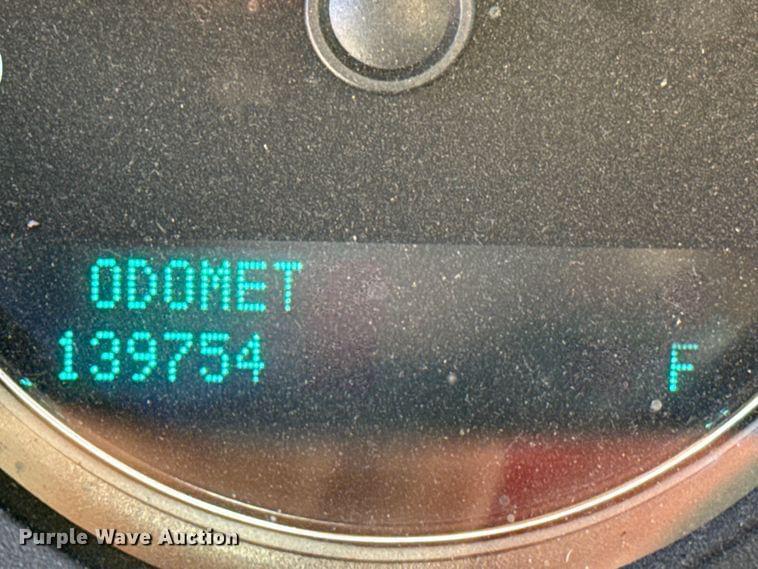 ODOMET
139754 F
Purple Wave Auction